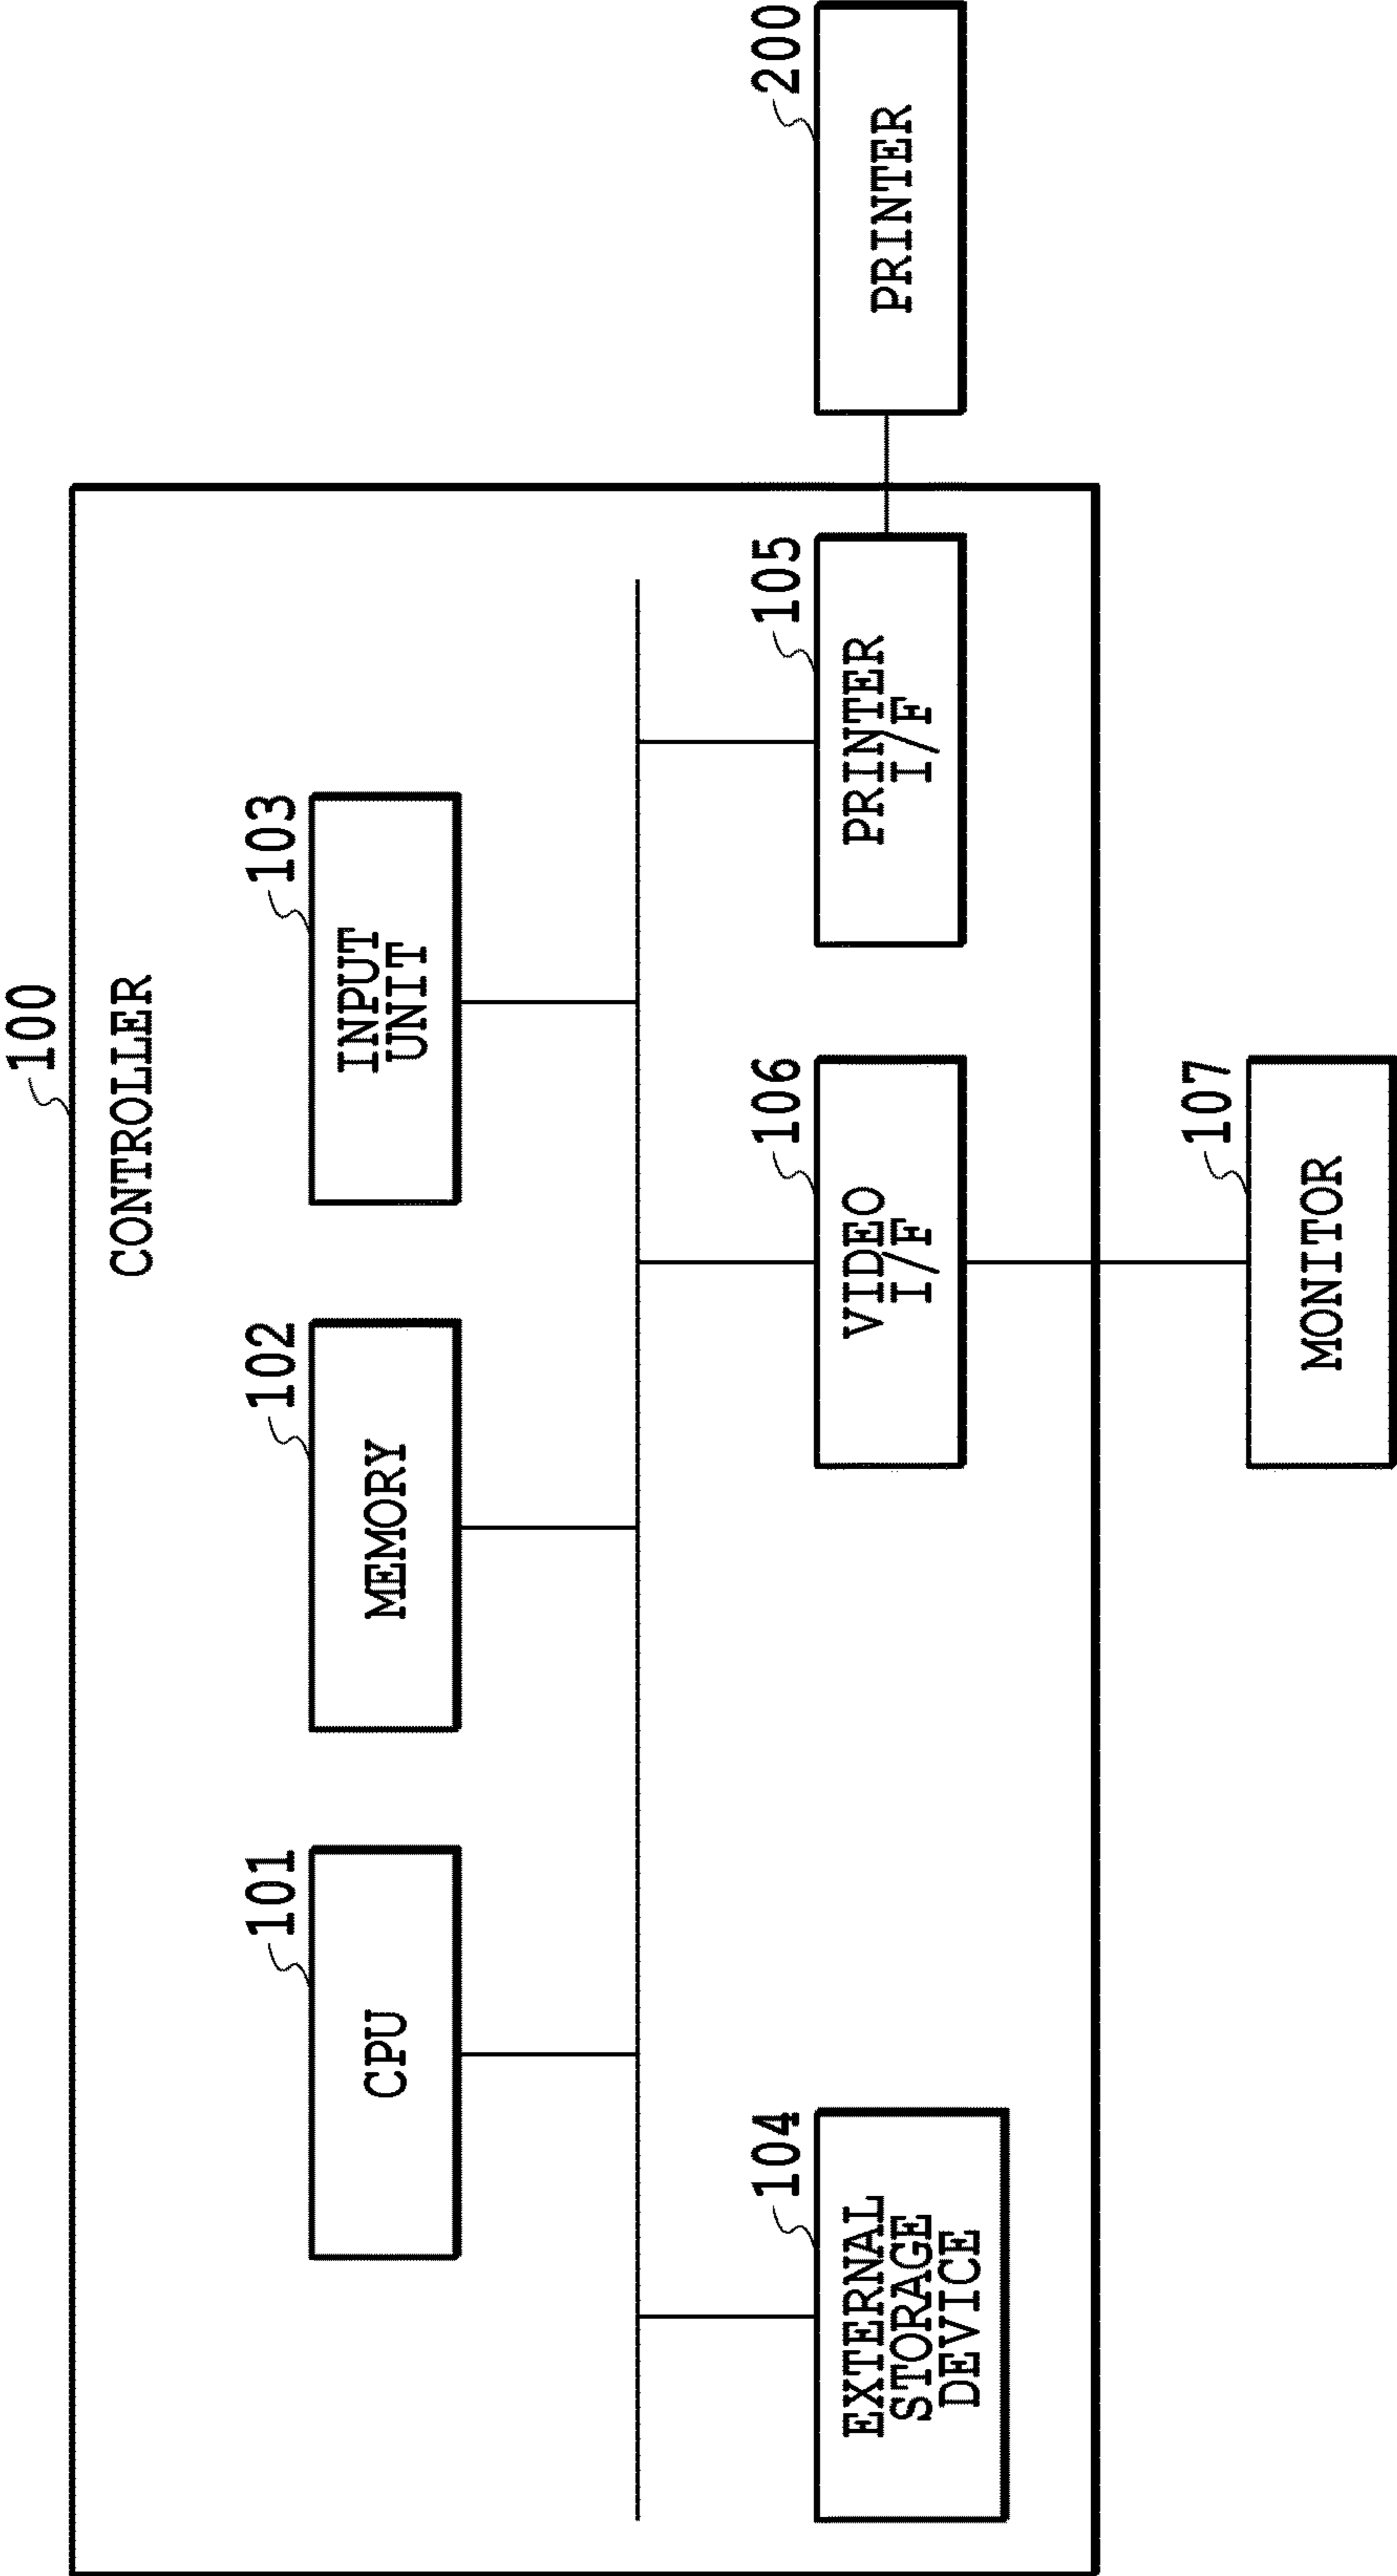 100
CONTROLLER
101
CPU
102
MEMORY
103
INPUT
UNIT
104
EXTERNAL
STORAGE
DEVICE
106
VIDEO
I/F
105
PRINTER
I/F
200
PRINTER
107
MONITOR